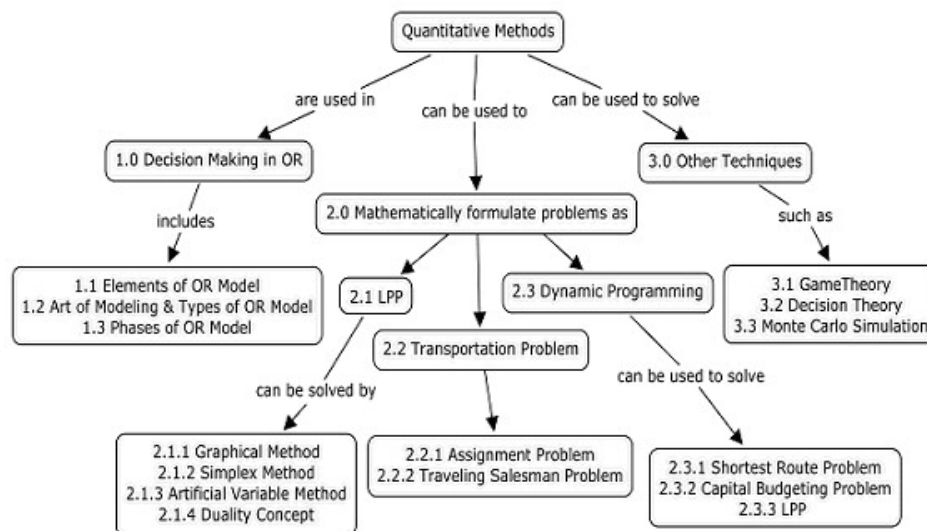 Quantitative Methods
are used in
can be used to
can be used to solve
1.0 Decision Making in OR
3.0 Other Techniques
includes
2.0 Mathematically formulate problems as
such as
1.1 Elements of OR Model
1.2 Art of Modeling & Types of OR Model
1.3 Phases of OR Model
2.1 LPP
2.3 Dynamic Programming
3.1 GameTheory
3.2 Decision Theory
3.3 Monte Carlo Simulation
2.2 Transportation Problem
can be solved by
can be used to solve
2.1.1 Graphical Method
2.1.2 Simplex Method
2.1.3 Artificial Variable Method
2.1.4 Duality Concept
2.2.1 Assignment Problem
2.2.2 Traveling Salesman Problem
2.3.1 Shortest Route Problem
2.3.2 Capital Budgeting Problem
2.3.3 LPP